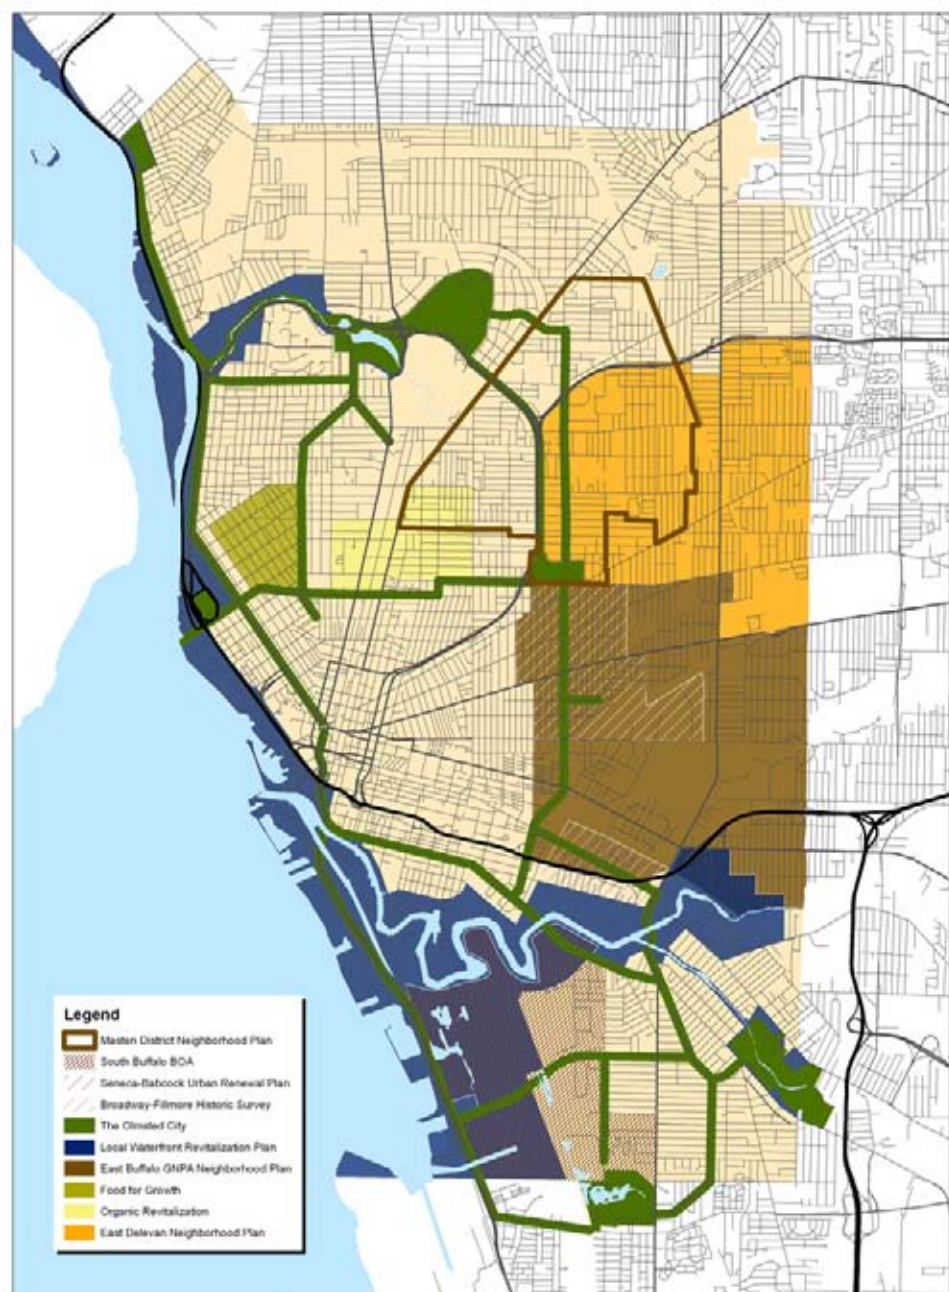 Legend
Masten District Neighborhood Plan
South Buffalo BOA
Seneca-Babcock Urban Renewal Plan
Broadway-Fillmore Historic Survey
The Olmsted City
Local Waterfront Revitalization Plan
East Buffalo GNPA Neighborhood Plan
Food for Growth
Organic Revitalization
East Delevan Neighborhood Plan